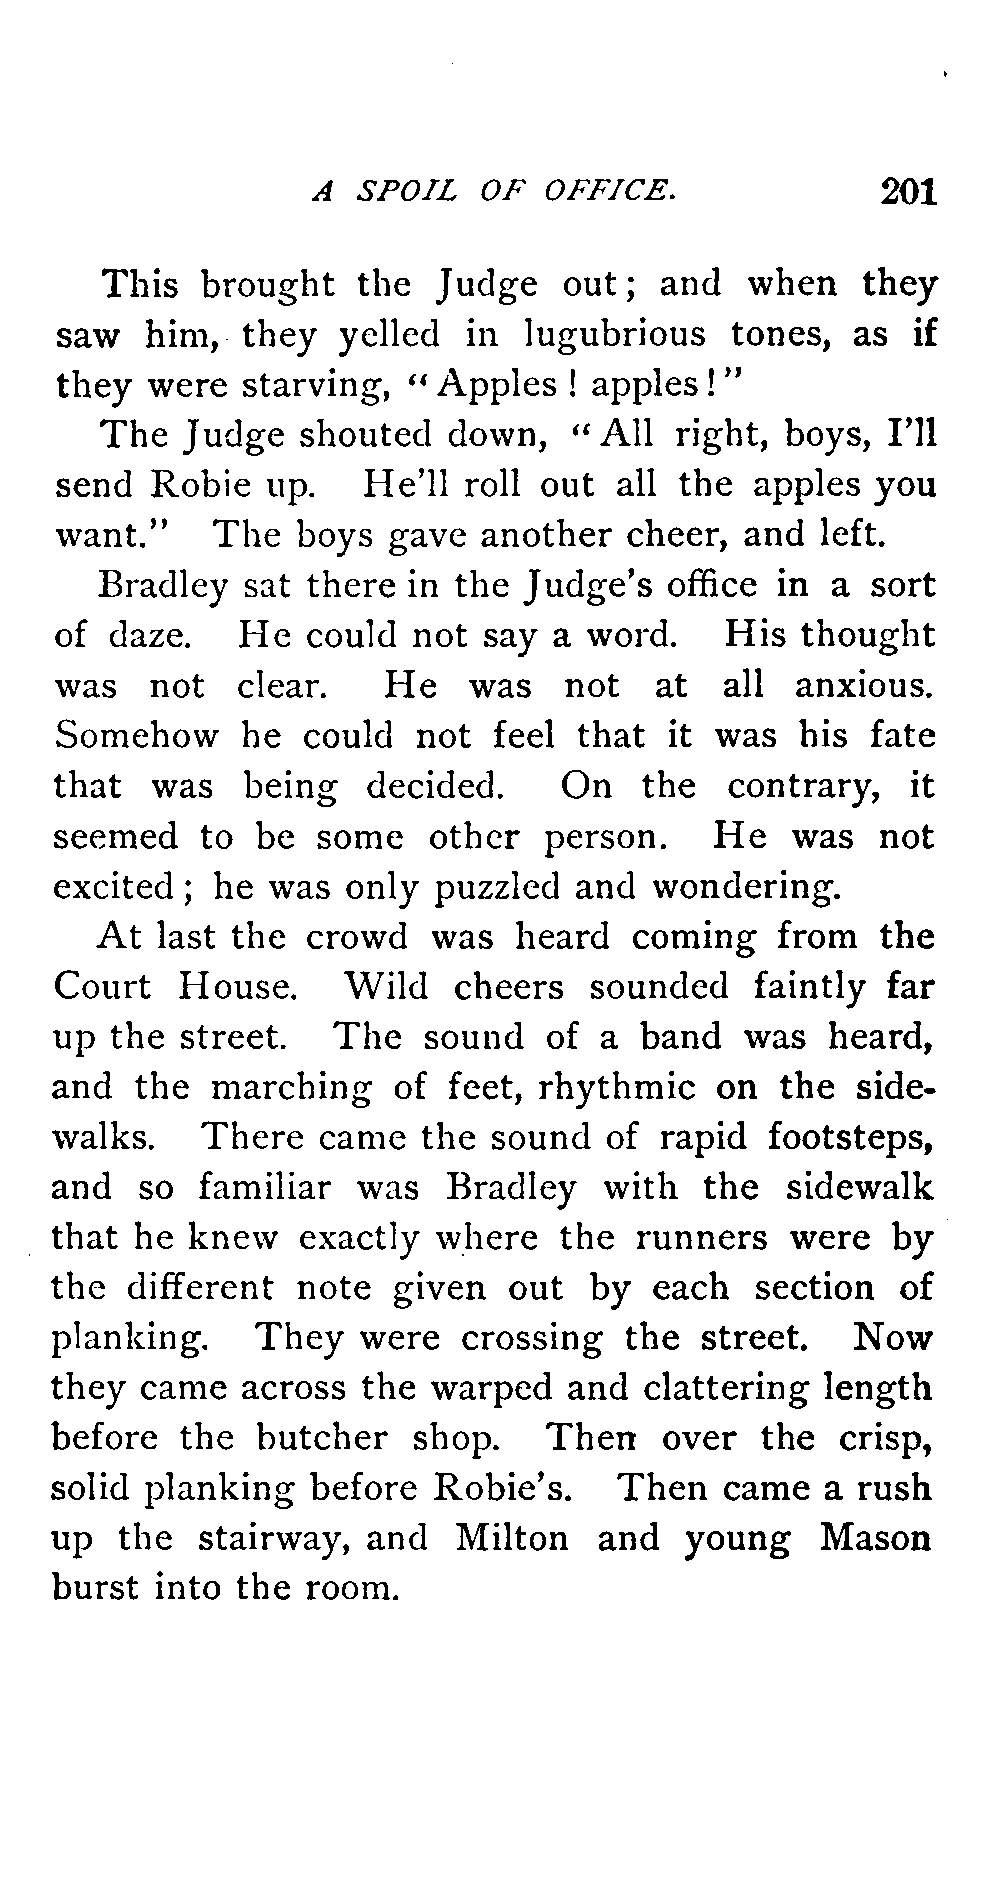 A SPOIL OF OFFICE. 201
This brought the Judge out; and when they
saw him, they yelled in lugubrious tones, as if
they were starving, "Apples! apples!"
The Judge shouted down, "All right, boys, I'll
send Robie up. He'll roll out all the apples you
want." The boys gave another cheer, and left.
Bradley sat there in the Judge's office in a sort
of daze. He could not say a word. His thought
was not clear. He was not at all anxious.
Somehow he could not feel that it was his fate
that was being decided. On the contrary, it
seemed to be some other person. He was not
excited; he was only puzzled and wondering.
At last the crowd was heard coming from the
Court House. Wild cheers sounded faintly far
up the street. The sound of a band was heard,
and the marching of feet, rhythmic on the side-
walks. There came the sound of rapid footsteps,
and so familiar was Bradley with the sidewalk
that he knew exactly where the runners were by
the different note given out by each section of
planking. They were crossing the street. Now
they came across the warped and clattering length
before the butcher shop. Then over the crisp,
solid planking before Robie's. Then came a rush
up the stairway, and Milton and young Mason
burst into the room.